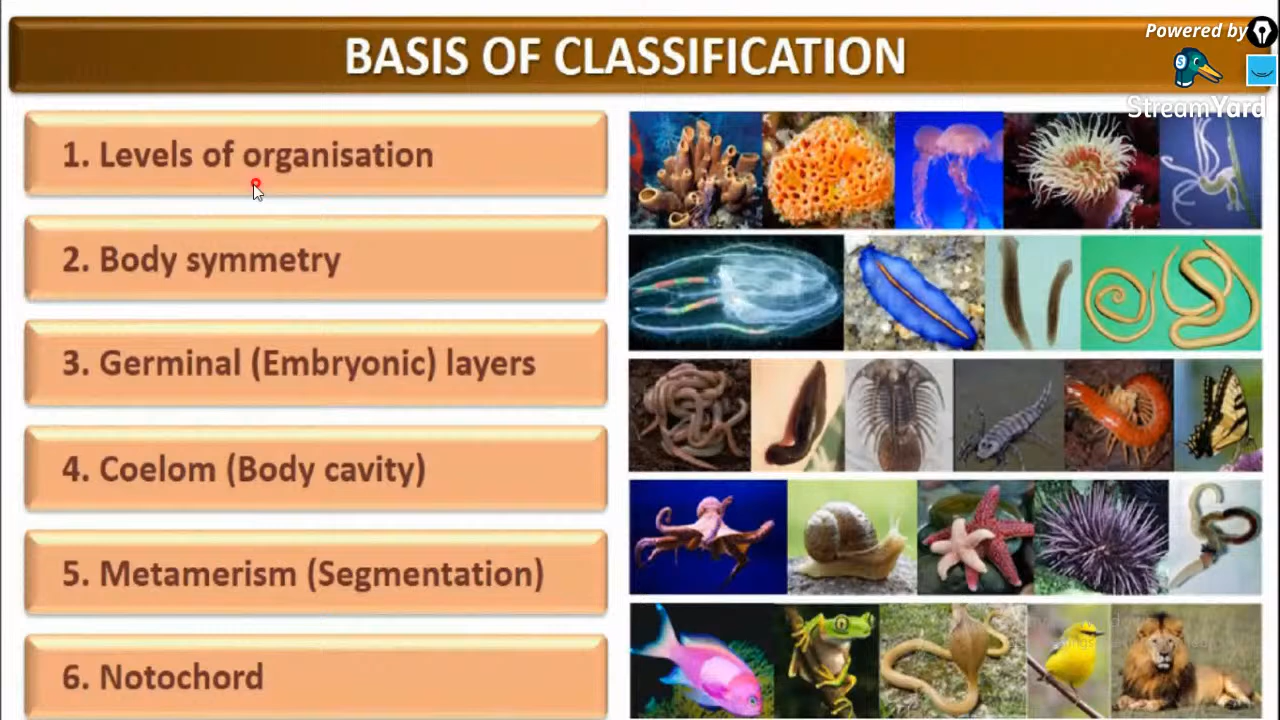 Powered by
StreamYard
BASIS OF CLASSIFICATION
1. Levels of organisation
2. Body symmetry
3. Germinal (Embryonic) layers
4. Coelom (Body cavity)
5. Metamerism (Segmentation)
6. Notochord